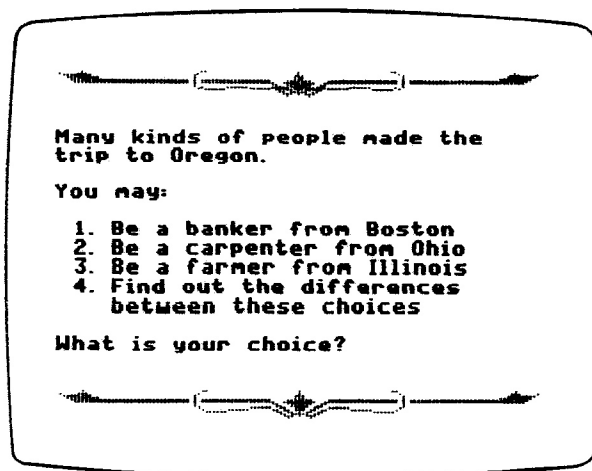 Many kinds of people made the
trip to Oregon.
You may:
1. Be a banker from Boston
2. Be a carpenter from Ohio
3. Be a farmer from Illinois
4. Find out the differences
between these choices
What is your choice?